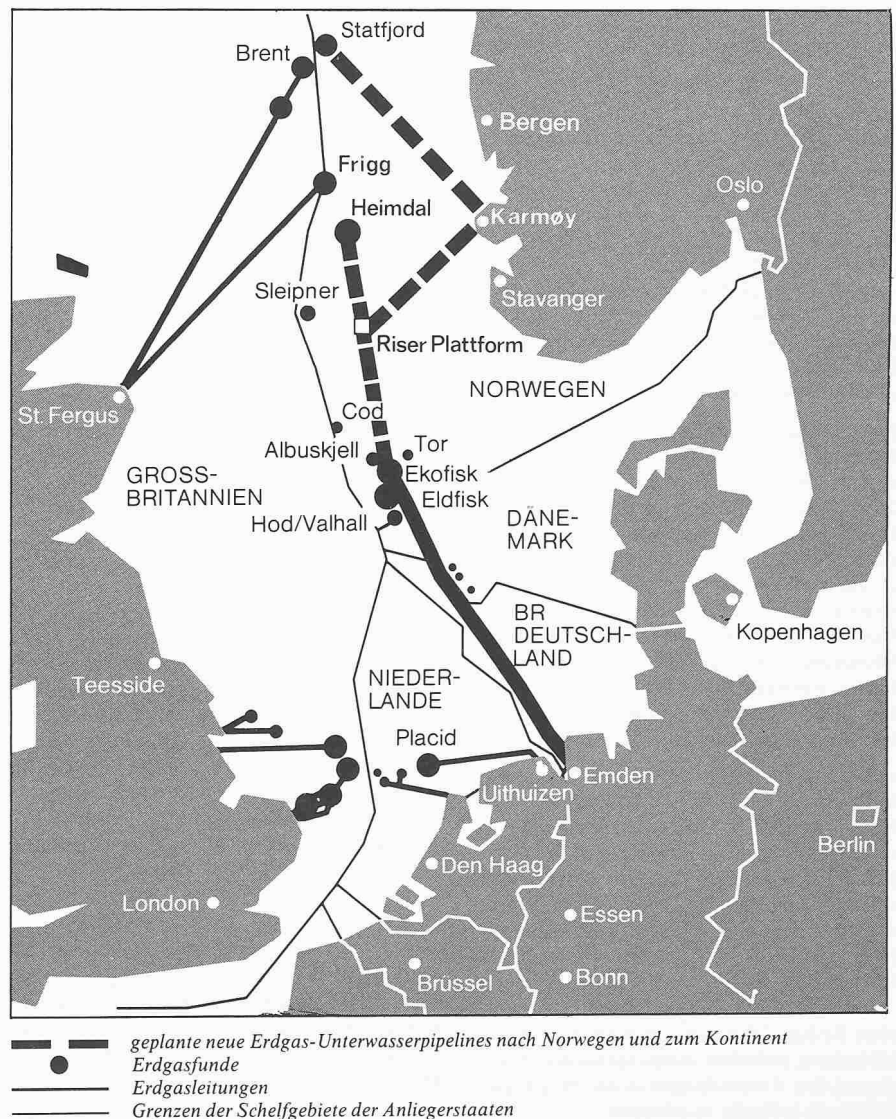 Statfjord
Brent
Bergen
Frigg
Oslo
Heimdal
Karmøy
Sleipner
Stavanger
Riser Plattform
NORWEGEN
St. Fergus
Cod
Tor
Albuskjell
Ekofisk
GROSS-
BRITANNIEN
Eldfisk
Hod/Valhall
DÄNE-
MARK
BR
DEUTSCH-
LAND
Kopenhagen
Teesside
NIEDER-
LANDE
Placid
Uithuizen
Emden
Berlin
Den Haag
London
Essen
Brüssel
Bonn
geplante neue Erdgas-Unterwasserpipelines nach Norwegen und zum Kontinent
Erdgasfunde
Erdgasleitungen
Grenzen der Schelfgebiete der Anliegerstaaten